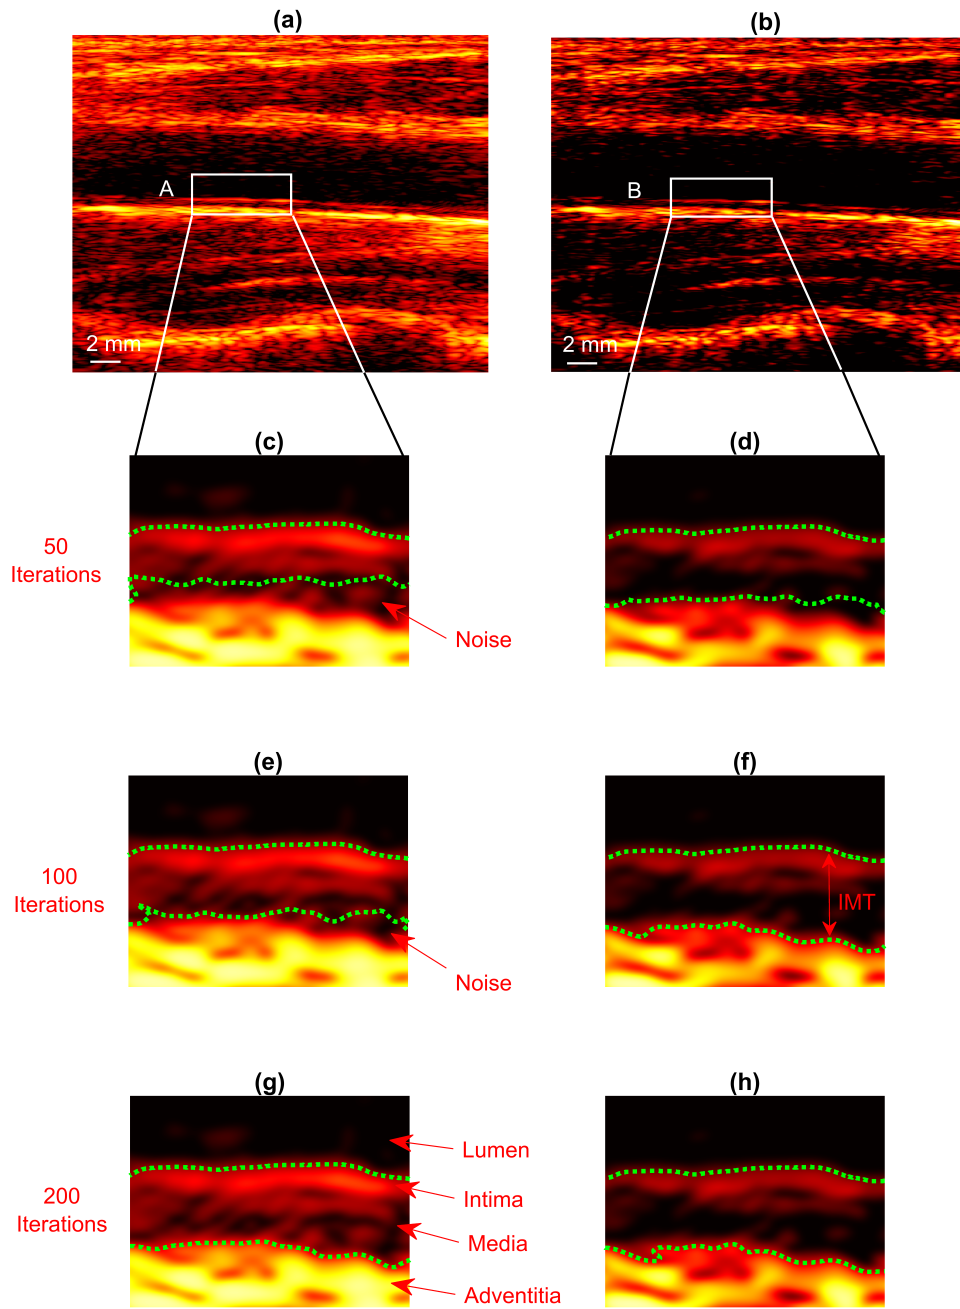 (a)
(b)
A
B
2 mm
2 mm
(c)
(d)
50
Iterations
Noise
(e)
(f)
100
Iterations
IMT
Noise
(g)
(h)
200
Iterations
Lumen
Intima
Media
Adventitia